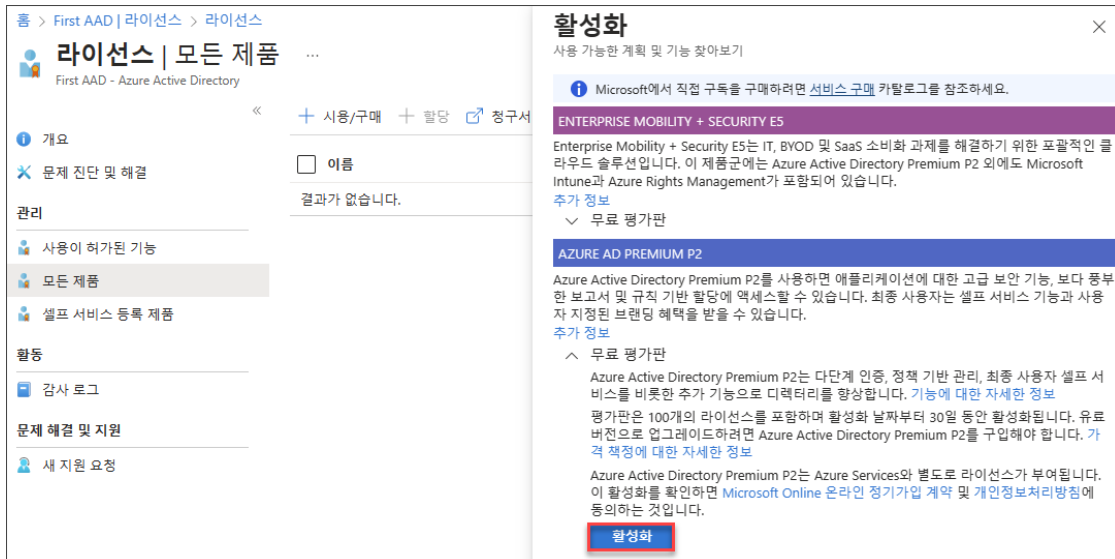 홈 > First AAD | 라이선스 > 라이선스
라이선스 | 모든 제품 ...
First AAD - Azure Active Directory
«
개요
문제 진단 및 해결
관리
사용이 허가된 기능
모든 제품
셀프 서비스 등록 제품
활동
감사 로그
문제 해결 및 지원
새 지원 요청
시용/구매 할당 청구서
이름
결과가 없습니다.
활성화
사용 가능한 계획 및 기능 찾아보기
Microsoft에서 직접 구독을 구매하려면 서비스 구매 카탈로그를 참조하세요.
ENTERPRISE MOBILITY + SECURITY E5
Enterprise Mobility + Security E5는 IT, BYOD 및 SaaS 소비화 과제를 해결하기 위한 포괄적인 클
라우드 솔루션입니다. 이 제품군에는 Azure Active Directory Premium P2 외에도 Microsoft
Intune과 Azure Rights Management가 포함되어 있습니다.
추가 정보
무료 평가판
AZURE AD PREMIUM P2
Azure Active Directory Premium P2를 사용하면 애플리케이션에 대한 고급 보안 기능, 보다 풍부
한 보고서 및 규칙 기반 할당에 액세스할 수 있습니다. 최종 사용자는 셀프 서비스 기능과 사용
자 지정된 브랜딩 혜택을 받을 수 있습니다.
추가 정보
무료 평가판
Azure Active Directory Premium P2는 다단계 인증, 정책 기반 관리, 최종 사용자 셀프 서
비스를 비롯한 추가 기능으로 디렉터리를 향상합니다. 기능에 대한 자세한 정보
평가판은 100개의 라이선스를 포함하며 활성화 날짜부터 30일 동안 활성화됩니다. 유료
버전으로 업그레이드하려면 Azure Active Directory Premium P2를 구입해야 합니다. 가
격 책정에 대한 자세한 정보
Azure Active Directory Premium P2는 Azure Services와 별도로 라이선스가 부여됩니다.
이 활성화를 확인하면 Microsoft Online 온라인 정기가입 계약 및 개인정보처리방침에
동의하는 것입니다.
활성화